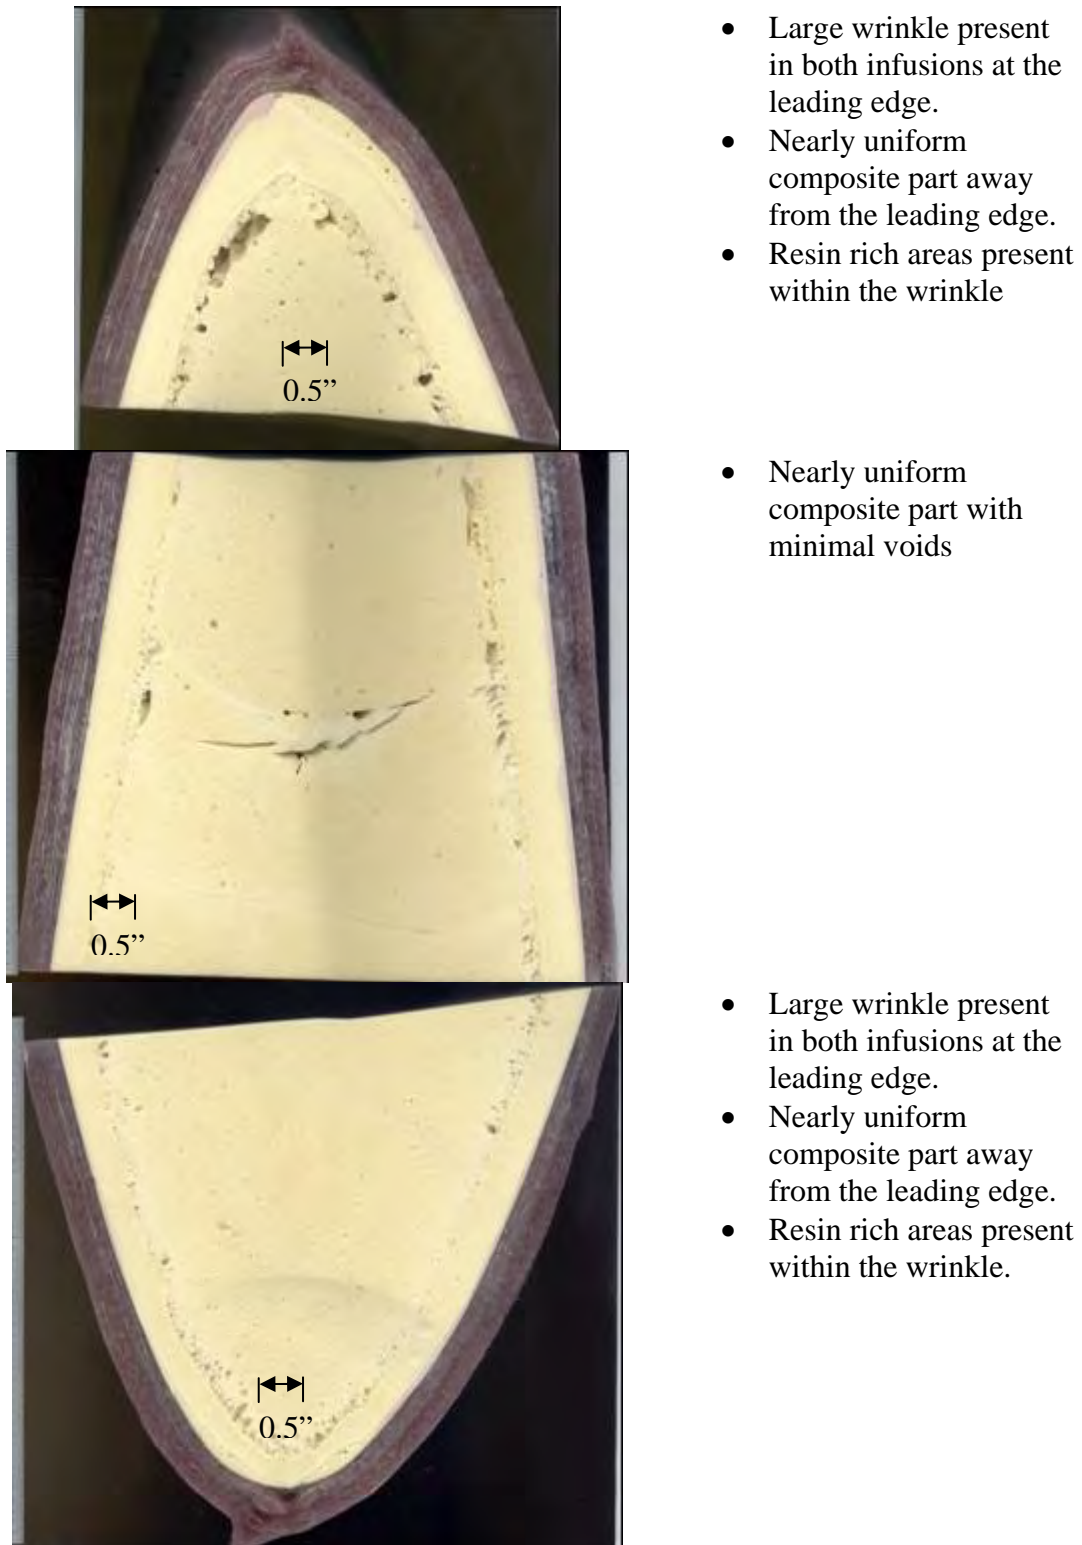 • Large wrinkle present
in both infusions at the
leading edge.
• Nearly uniform
composite part away
from the leading edge.
• Resin rich areas present
within the wrinkle
0.5”
• Nearly uniform
composite part with
minimal voids
0.5”
• Large wrinkle present
in both infusions at the
leading edge.
• Nearly uniform
composite part away
from the leading edge.
• Resin rich areas present
within the wrinkle.
0.5”